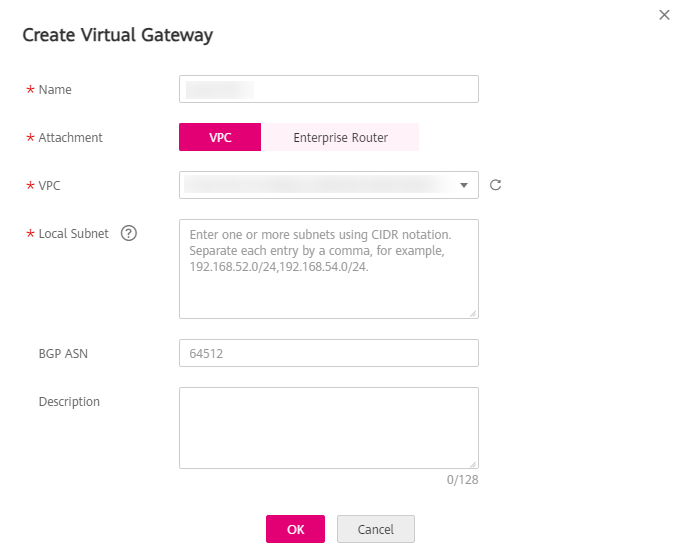 Create Virtual Gateway
* Name
* Attachment
VPC
Enterprise Router
* VPC
* Local Subnet ?
Enter one or more subnets using CIDR notation.
Separate each entry by a comma, for example,
192.168.52.0/24,192.168.54.0/24.
BGP ASN
64512
Description
0/128
OK
Cancel